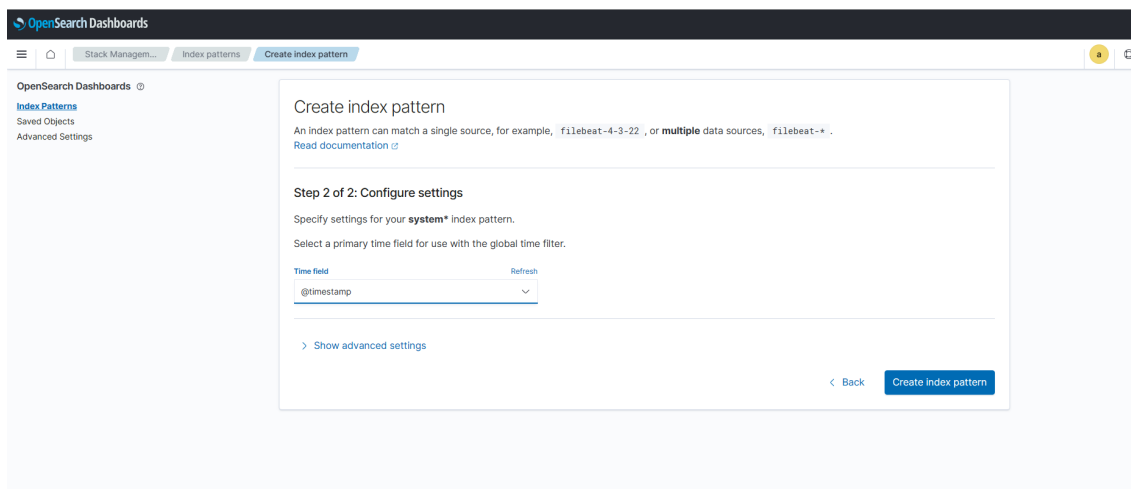 OpenSearch Dashboards
Stack Managem...
Index patterns
Create index pattern
a
OpenSearch Dashboards
Index Patterns
Saved Objects
Advanced Settings
Create index pattern
An index pattern can match a single source, for example, filebeat-4-3-22 , or multiple data sources, filebeat-* .
Read documentation
Step 2 of 2: Configure settings
Specify settings for your system* index pattern.
Select a primary time field for use with the global time filter.
Time field Refresh
@timestamp
Show advanced settings
Back Create index pattern